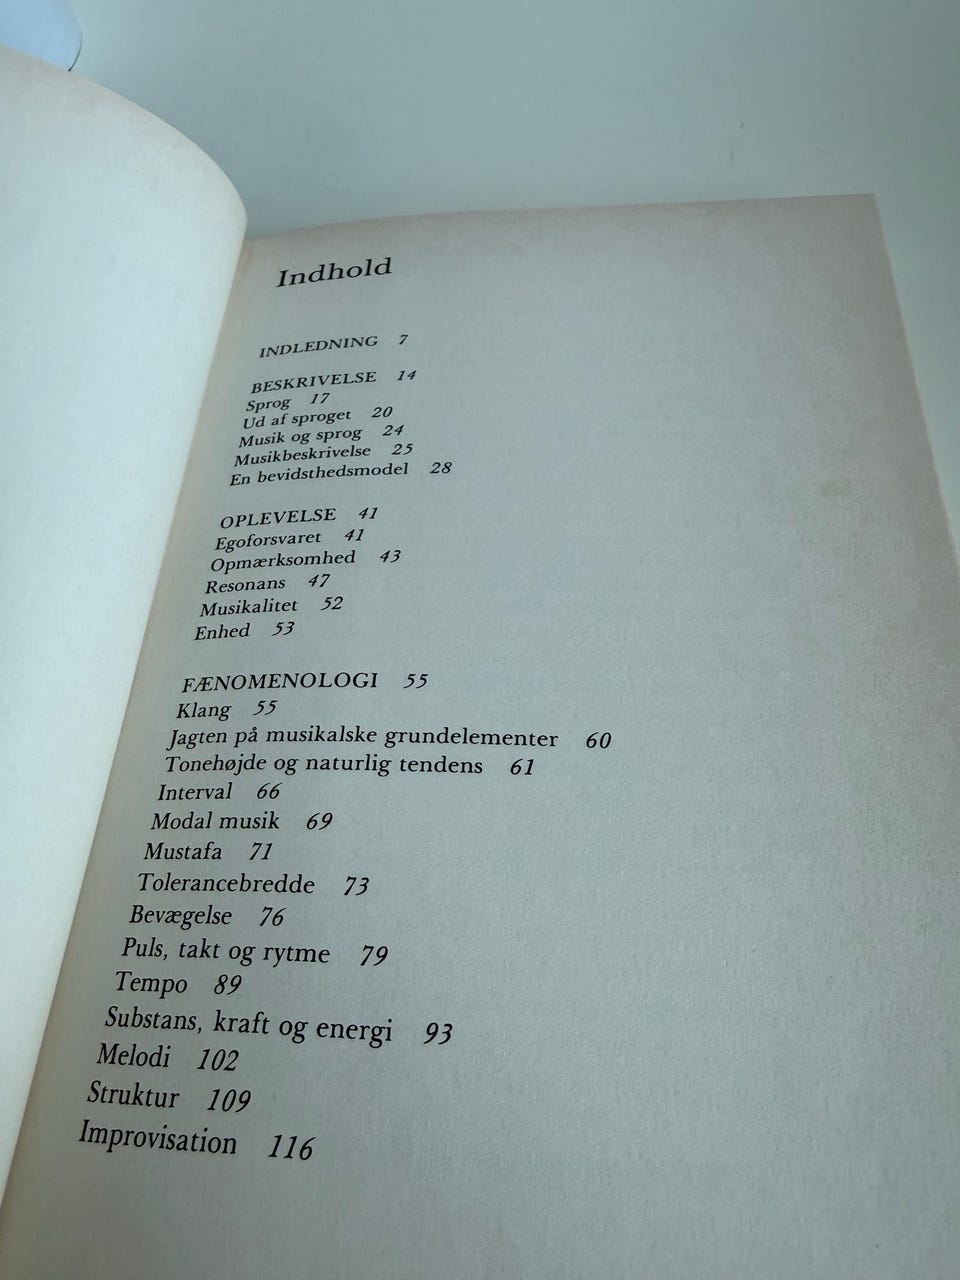 Indhold
INDLEDNING 7
BESKRIVELSE 14
Sprog 17
Ud af sproget 20
Musik og sprog 24
Musikbeskrivelse 25
En bevidsthedsmodel 28
OPLEVELSE 41
Egoforsvaret 41
Opmærksomhed 43
Resonans 47
Musikalitet 52
Enhed 53
FÆNOMENOLOGI 55
Klang 55
Jagten på musikalske grundelementer 60
Tonehøjde og naturlig tendens 61
Interval 66
Modal musik 69
Mustafa 71
Tolerancebredde 73
Bevægelse 76
Puls, takt og rytme 79
Tempo 89
Substans, kraft og energi 93
Melodi 102
Struktur 109
Improvisation 116